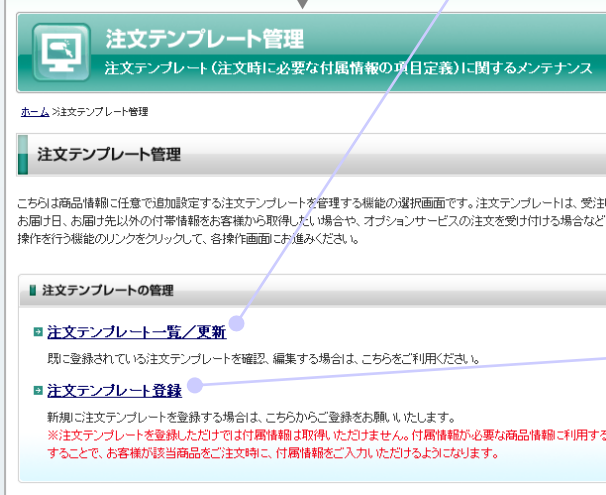 注文テンプレート管理
注文テンプレート(注文時に必要な付属情報の項目定義)に関するメンテナンス
ホーム >注文テンプレート管理
注文テンプレート管理
こちらは商品情報に任意で追加設定する注文テンプレートを管理する機能の選択画面です。注文テンプレートは、受注
お届け日、お届け先以外の付帯情報をお客様から取得したい場合や、オプションサービスの注文を受け付ける場合など
操作を行う機能のリンクをクリックして、各操作画面にお進みください。
注文テンプレートの管理
注文テンプレート一覧／更新
既に登録されている注文テンプレートを確認、編集する場合は、こちらをご利用ください。
注文テンプレート登録
新規に注文テンプレートを登録する場合は、こちらからご登録をお願いいたします。
※注文テンプレートを登録しただけでは付属情報は取得いただけません。付属情報が必要な商品情報に利用する
することで、お客様が該当商品をご注文時に、付属情報をご入力いただけるようになります。